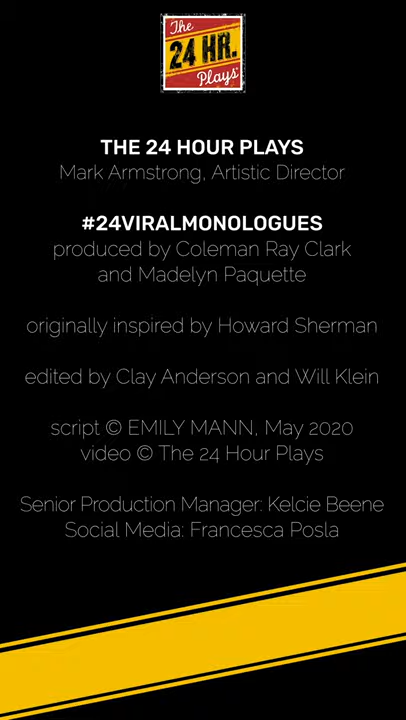 The
24 HR.
Plays
THE 24 HOUR PLAYS
Mark Armstrong, Artistic Director
#24VIRALMONOLOGUES
produced by Coleman Ray Clark
and Madelyn Paquette
originally inspired by Howard Sherman
edited by Clay Anderson and Will Klein
script © EMILY MANN, May 2020
video © The 24 Hour Plays
Senior Production Manager: Kelcie Beene
Social Media: Francesca Posla